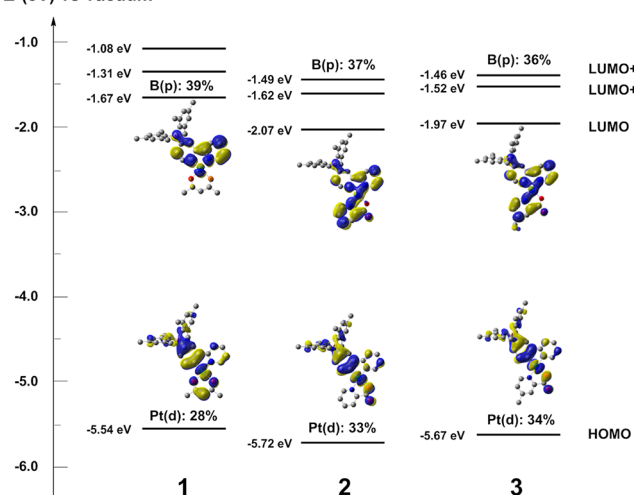 -1.0
-2.0
-3.0
-4.0
-5.0
-6.0
-1.08 eV
-1.31 eV
B(p): 39%
-1.67 eV
B(p): 37%
-1.49 eV
-1.62 eV
-2.07 eV
B(p): 36%
-1.46 eV
-1.52 eV
-1.97 eV
LUMO+
LUMO+
LUMO
Pt(d): 28%
-5.54 eV
Pt(d): 33%
-5.72 eV
Pt(d): 34%
-5.67 eV
HOMO
1
2
3